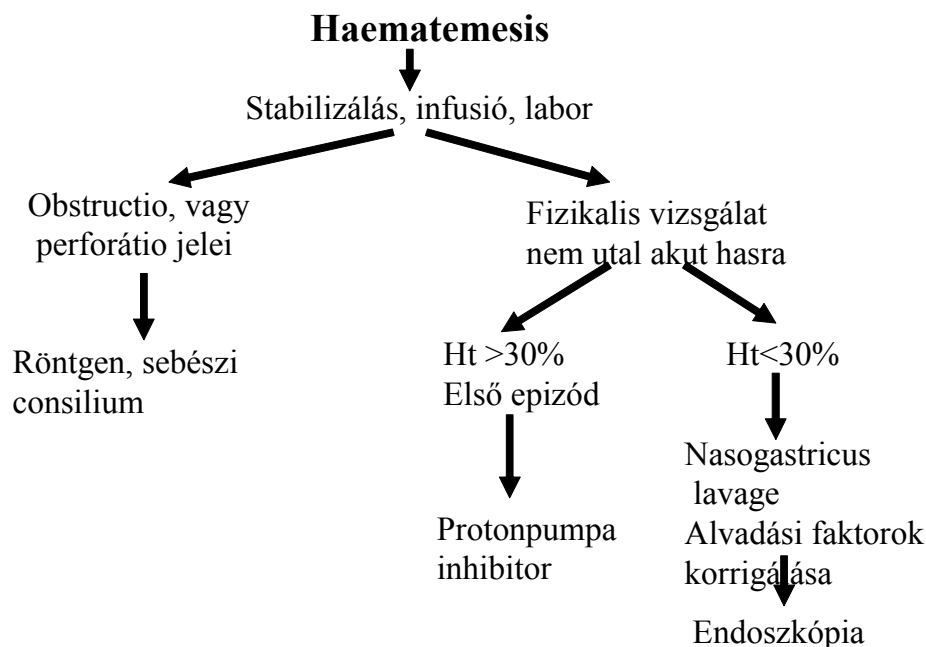 Haematemesis
Stabilizálás, infusió, labor
Obstructio, vagy
perforátio jelei
Röntgen, sebészi
consilium
Fizikalis vizsgálat
nem utal akut hasra
Ht >30%
Első epizód
Protonpumpa
inhibitor
Ht<30%
Nasogastricus
lavage
Alvadási faktorok
korrigálása
Endoszkópia